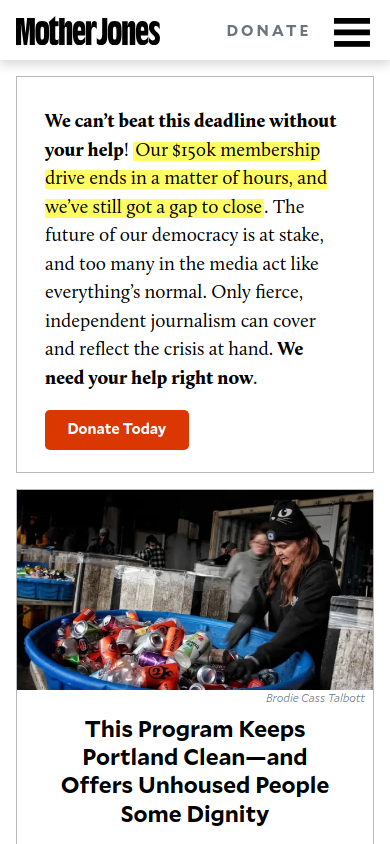 Mother Jones
DONATE
We can’t beat this deadline without
your help! Our $150k membership
drive ends in a matter of hours, and
we’ve still got a gap to close. The
future of our democracy is at stake,
and too many in the media act like
everything’s normal. Only fierce,
independent journalism can cover
and reflect the crisis at hand. We
need your help right now.
Donate Today
Brodie Cass Talbott
This Program Keeps
Portland Clean—and
Offers Unhoused People
Some Dignity